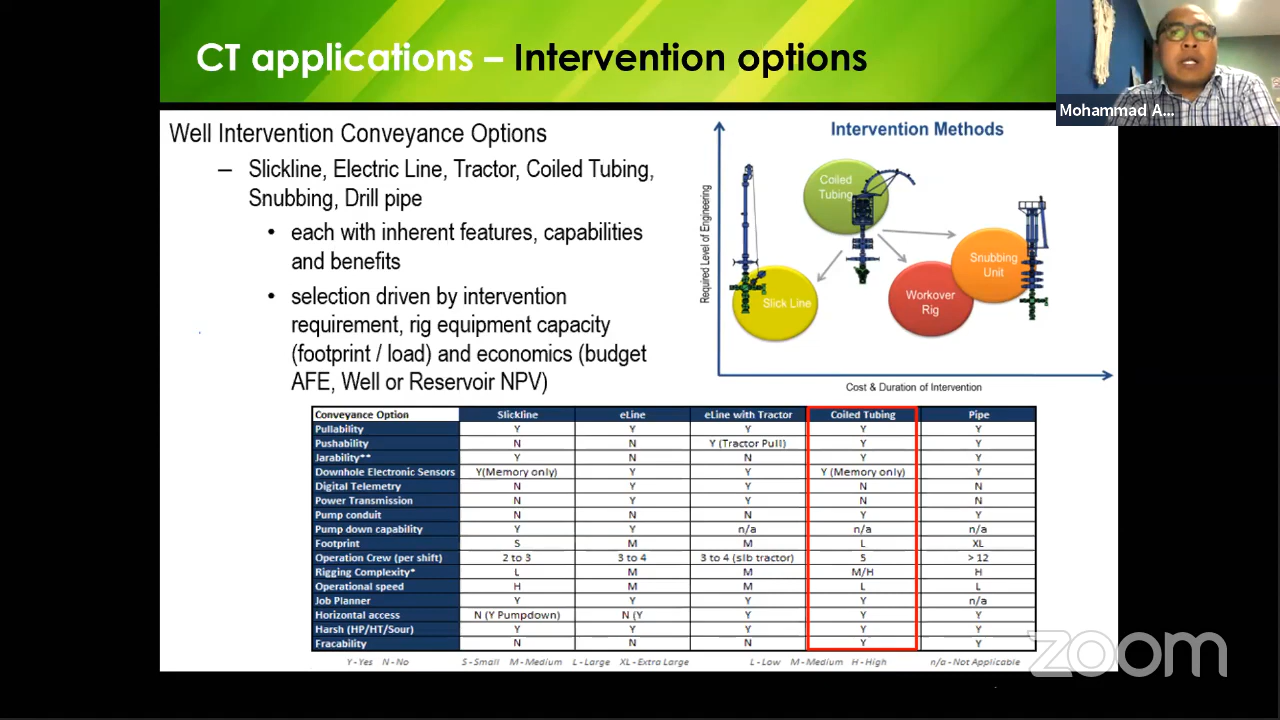 CT applications – Intervention options
Mohammad A...
Well Intervention Conveyance Options
– Slickline, Electric Line, Tractor, Coiled Tubing,
Snubbing, Drill pipe
• each with inherent features, capabilities
and benefits
• selection driven by intervention
requirement, rig equipment capacity
(footprint / load) and economics (budget
AFE, Well or Reservoir NPV)
Intervention Methods
Required Level of Engineering
Coiled
Tubing
Slick Line
Snubbing
Unit
Workover
Rig
Cost & Duration of Intervention
Conveyance Option Slickline eLine eLine with Tractor Coiled Tubing Pipe
Pullability Y Y Y Y Y
Pushability N N Y (Tractor Pull) Y Y
Jarability** Y N N Y Y
Downhole Electronic Sensors Y(Memory only) Y Y Y (Memory only) Y
Digital Telemetry N Y Y N N
Power Transmission N Y Y N N
Pump conduit N N N Y Y
Pump down capability Y Y n/a n/a n/a
Footprint S M M L XL
Operation Crew (per shift) 2 to 3 3 to 4 3 to 4 (slb tractor) 5 > 12
Rigging Complexity* L M M M/H H
Operational speed H M M L L
Job Planner Y Y Y Y n/a
Horizontal access N (Y Pumpdown) N (Y Y Y Y
Harsh (HP/HT/Sour) Y Y Y Y Y
Fracability N N N Y Y
Y - Yes N - No S - Small M - Medium L - Large XL - Extra Large L - Low M - Medium H - High n/a - Not Applicable
zoom